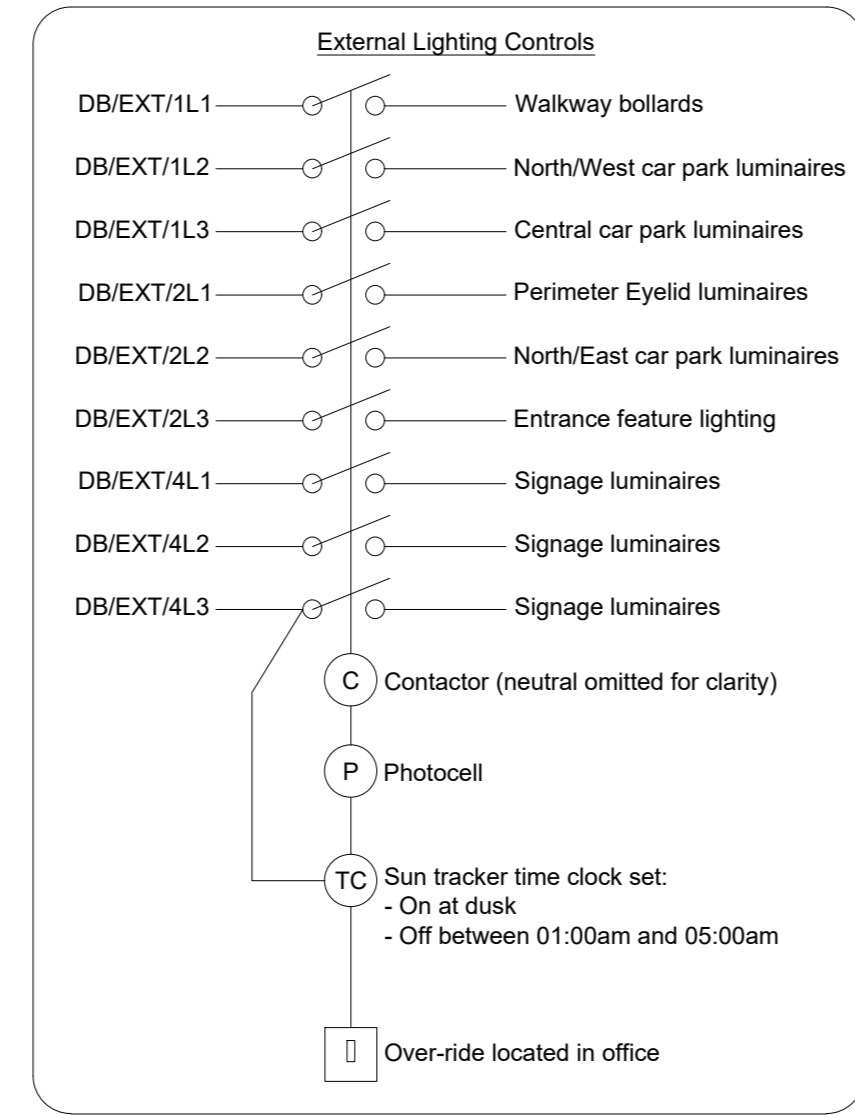 External Lighting Controls
DB/EXT/1L1 Walkway bollards
DB/EXT/1L2 North/West car park luminaires
DB/EXT/1L3 Central car park luminaires
DB/EXT/2L1 Perimeter Eyelid luminaires
DB/EXT/2L2 North/East car park luminaires
DB/EXT/2L3 Entrance feature lighting
DB/EXT/4L1 Signage luminaires
DB/EXT/4L2 Signage luminaires
DB/EXT/4L3 Signage luminaires
C Contactor (neutral omitted for clarity)
P Photocell
TC Sun tracker time clock set:
- On at dusk
- Off between 01:00am and 05:00am
Over-ride located in office